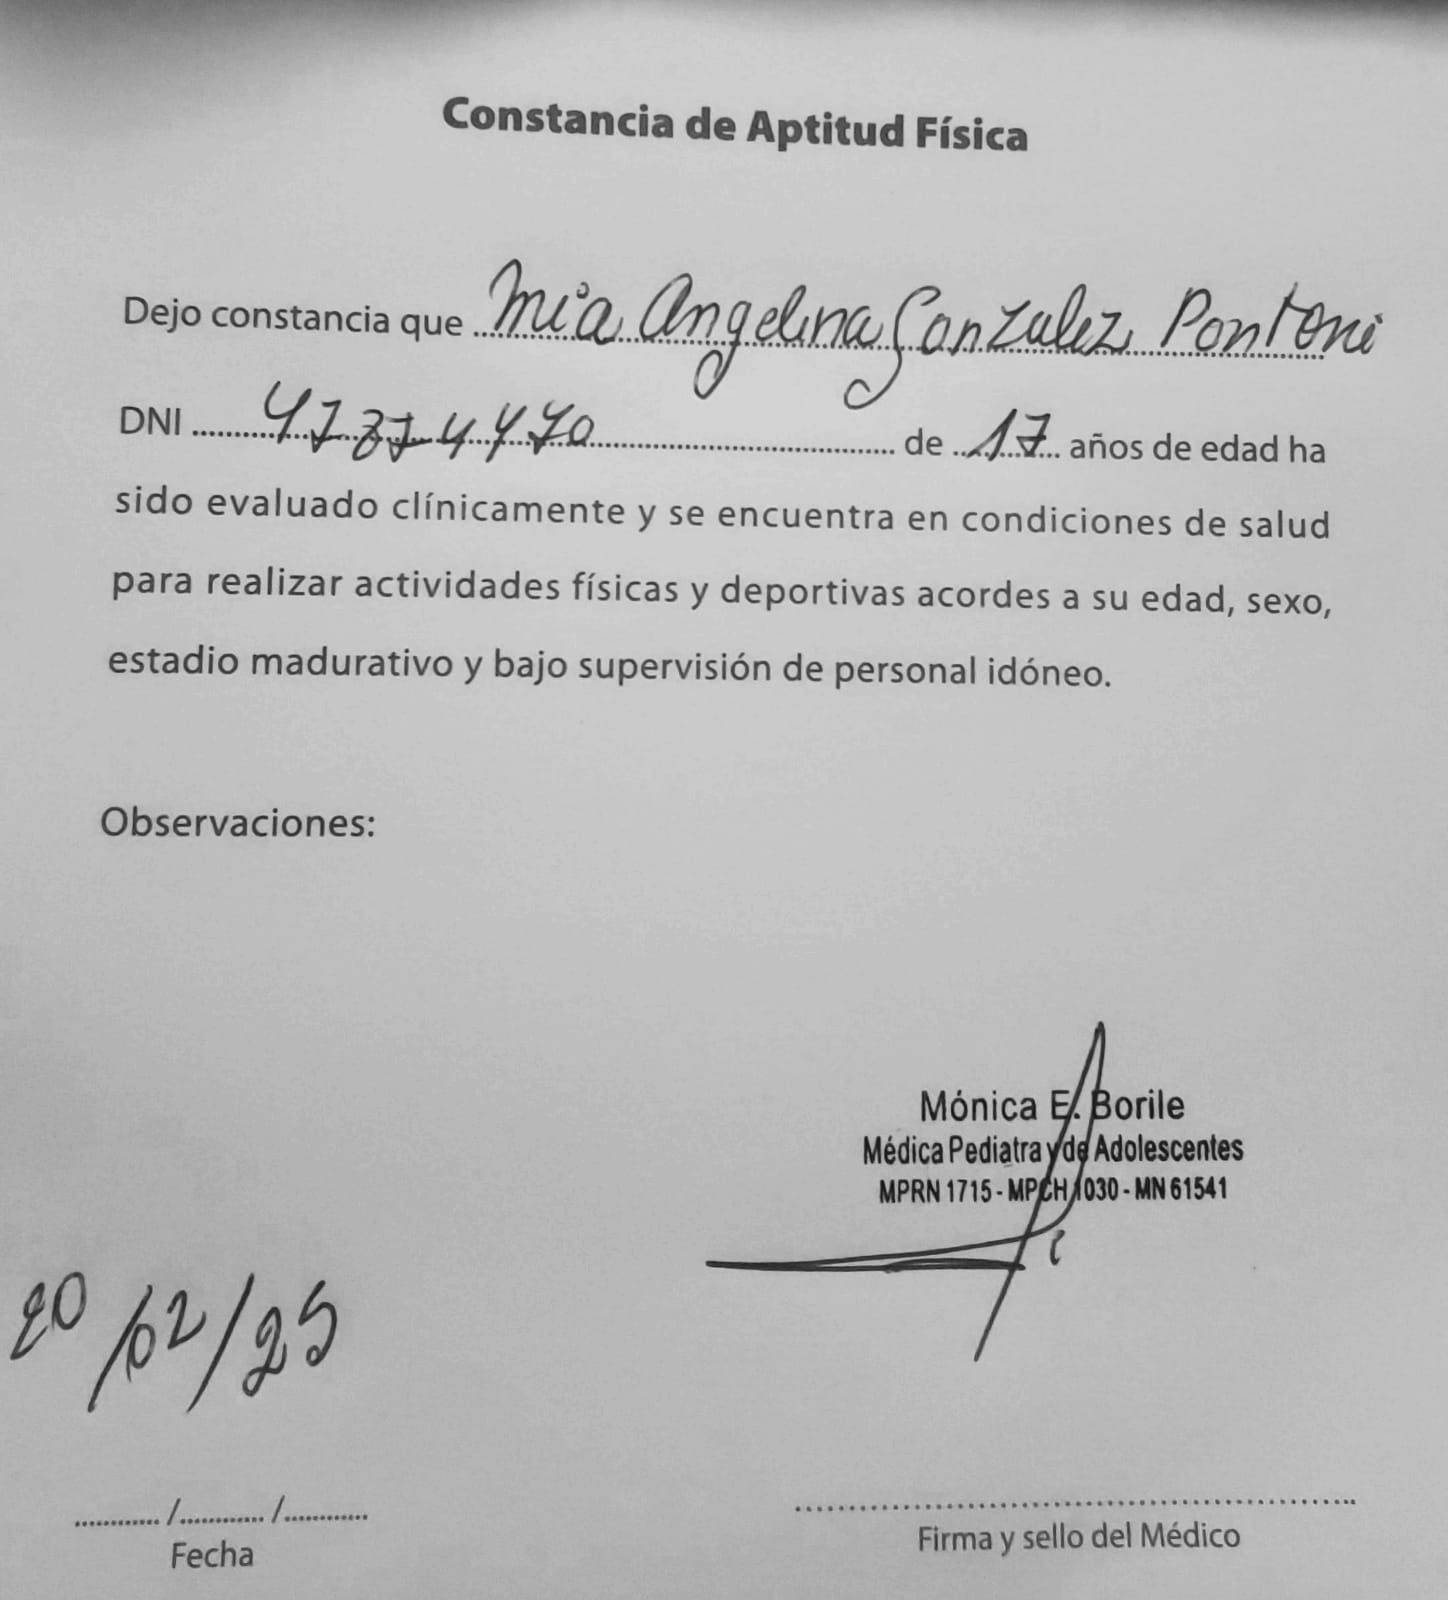 Constancia de Aptitud Física
Dejo constancia que Mia Angelina Gonzalez Pontoni
DNI 47374470 de 17 años de edad ha
sido evaluado clínicamente y se encuentra en condiciones de salud
para realizar actividades físicas y deportivas acordes a su edad, sexo,
estadio madurativo y bajo supervisión de personal idóneo.
Observaciones:
Mónica E. Borile
Médica Pediatra y de Adolescentes
MPRN 1715 - MPCH 1030 - MN 61541
20/02/25
............ /............ /............
Fecha
Firma y sello del Médico